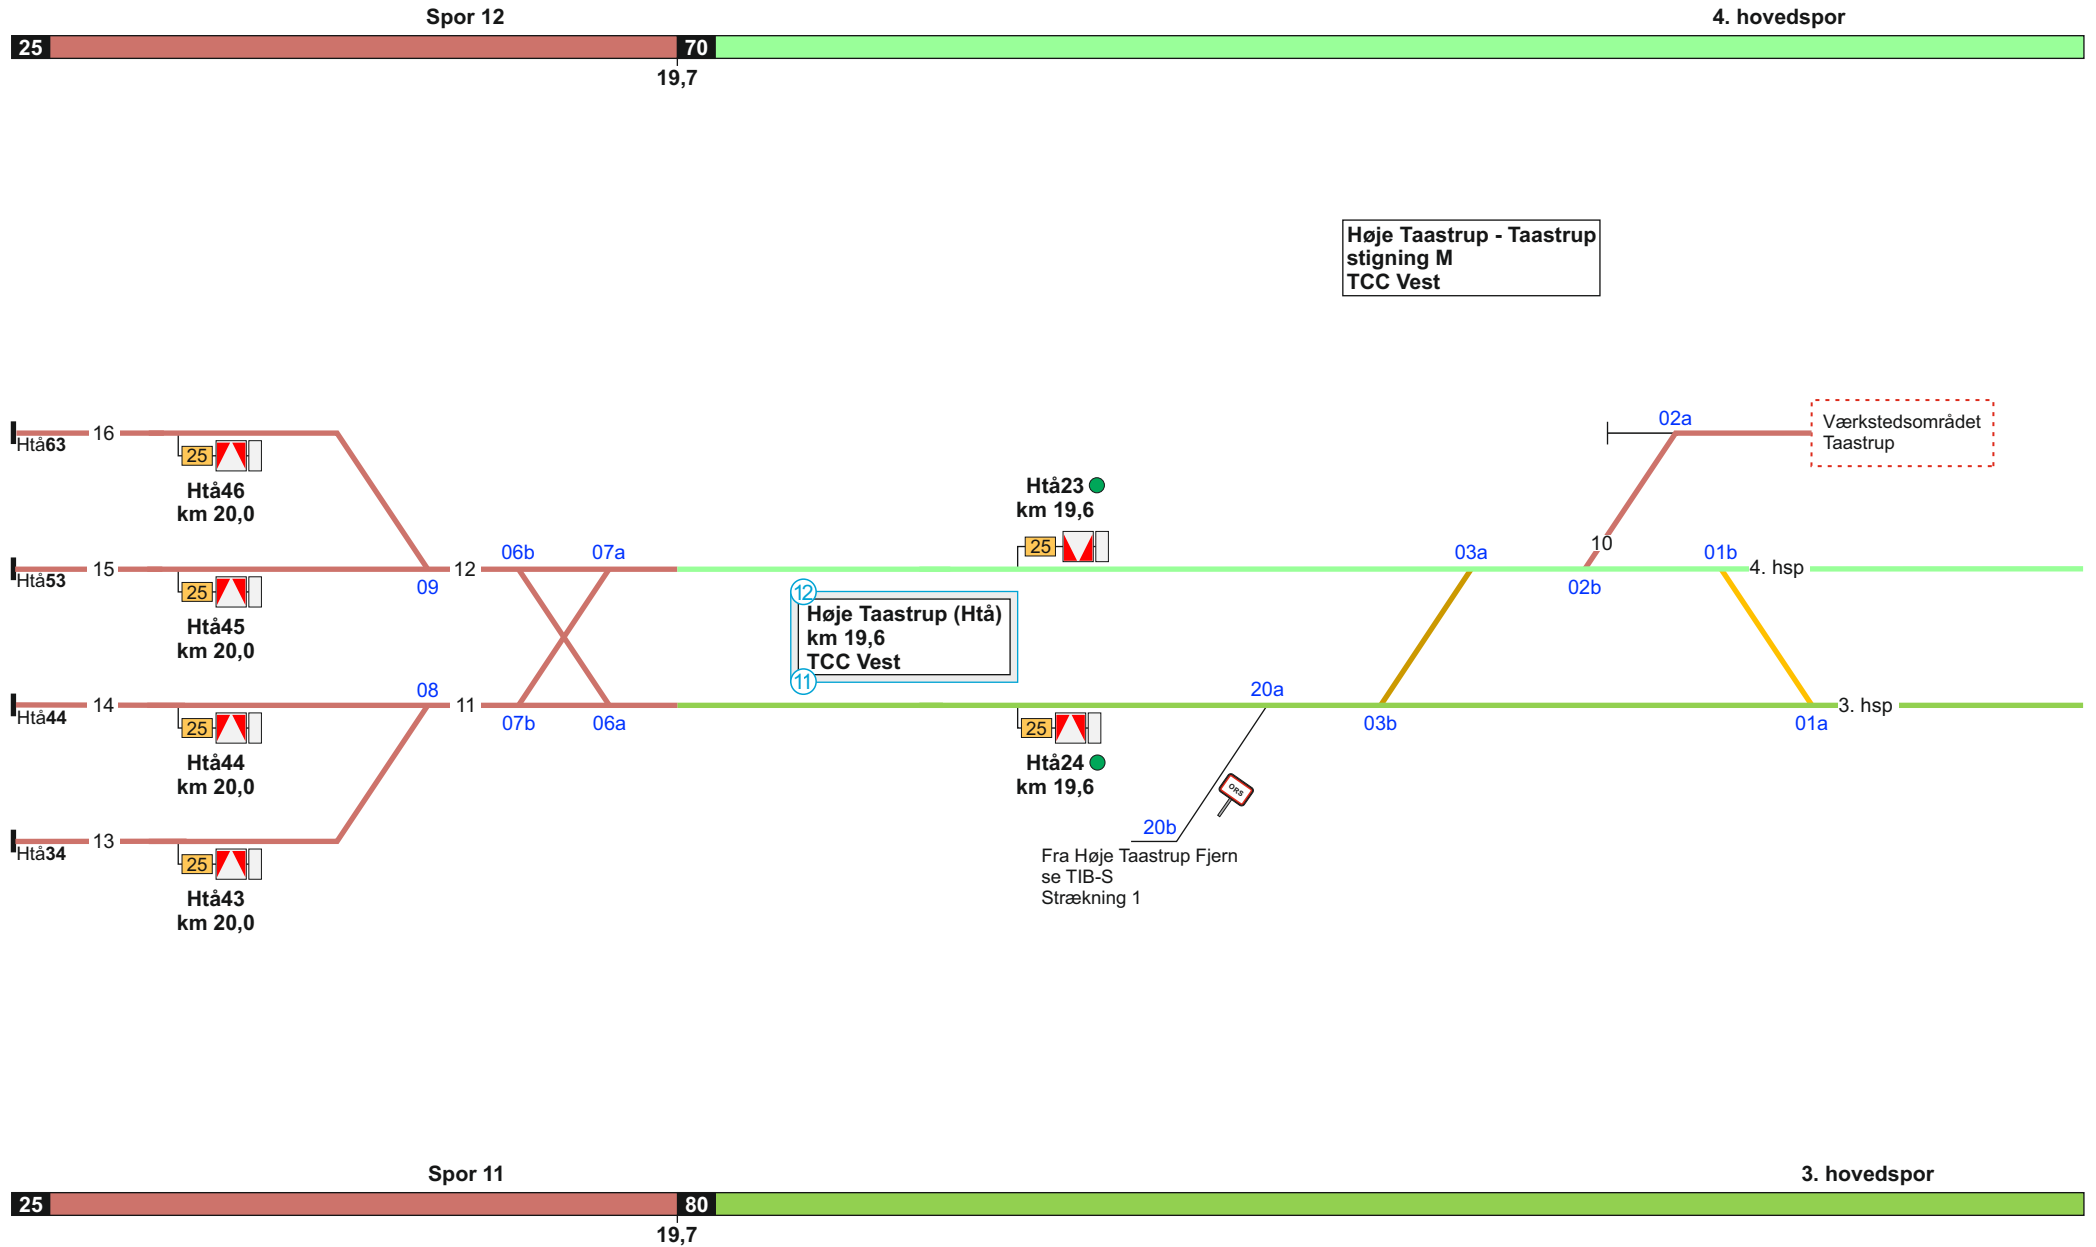 Spor 12
4. hovedspor
25
70
19,7
Høje Taastrup - Taastrup
stigning M
TCC Vest
02a
Værkstedsområdet
Taastrup
16
Htå63
25
Htå46
km 20,0
Htå23
km 19,6
25
10
06b
07a
03a
01b
15
12
4. hsp
Htå53
09
02b
25
Htå45
km 20,0
12
Høje Taastrup (Htå)
km 19,6
TCC Vest
11
08
20a
14
11
3. hsp
Htå44
07b
06a
03b
01a
25
25
Htå44
km 20,0
Htå24
km 19,6
ORS
20b
13
Htå34
Fra Høje Taastrup Fjern
se TIB-S
Strækning 1
25
Htå43
km 20,0
Spor 11
3. hovedspor
25
80
19,7